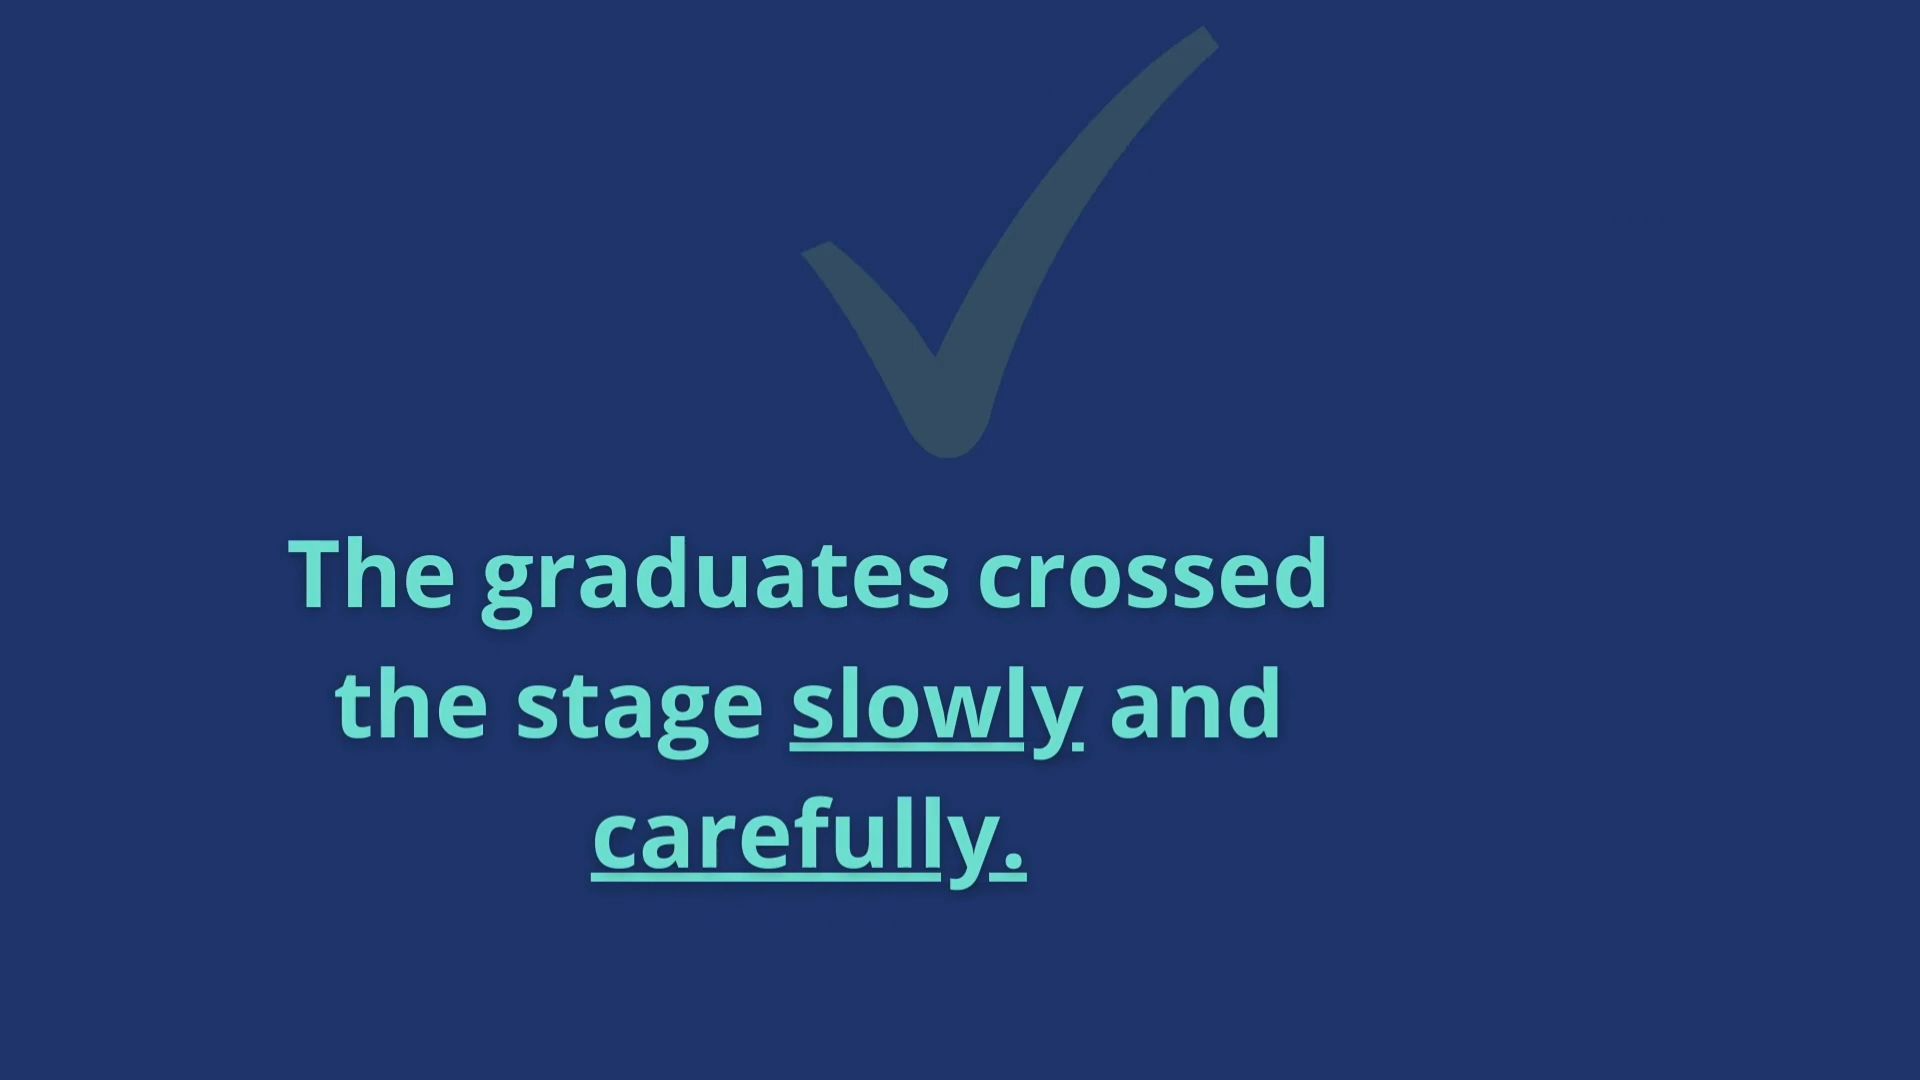 The graduates crossed
the stage slowly and
carefully.